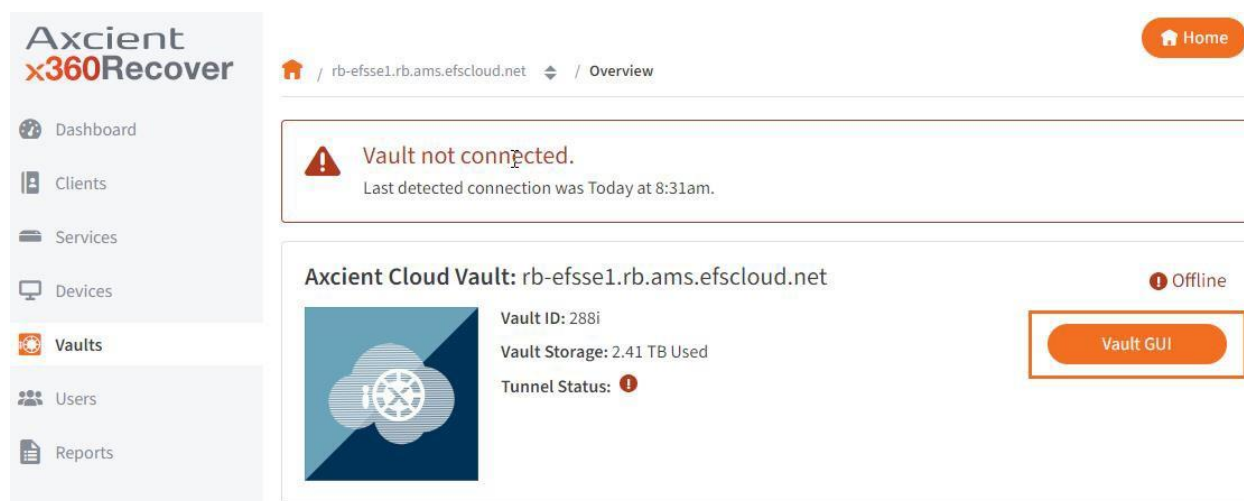 Axcient
x360Recover
Home
/ rb-efsse1.rb.ams.efscloud.net / Overview
Dashboard
Clients
Services
Devices
Vaults
Users
Reports
Vault not connected.
Last detected connection was Today at 8:31am.
Axcient Cloud Vault: rb-efsse1.rb.ams.efscloud.net
Offline
Vault ID: 288i
Vault GUI
Vault Storage: 2.41 TB Used
Tunnel Status: